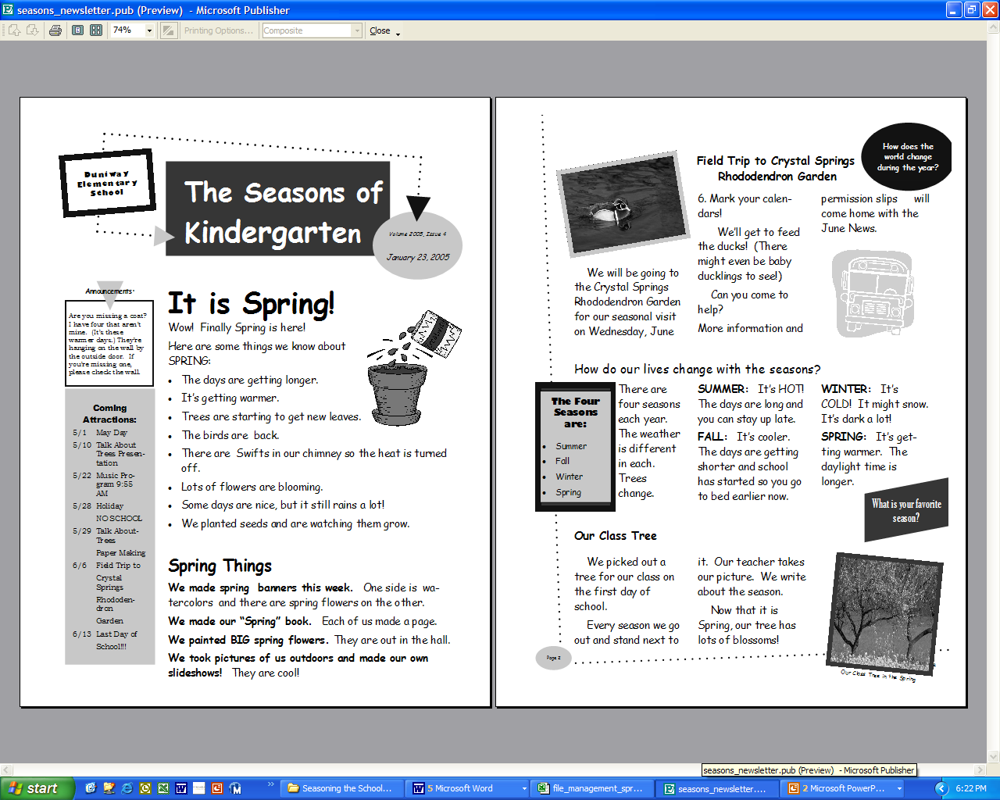 seasons_newsletter.pub (Preview) - Microsoft Publisher
74%
Printing Options...
Composite
Close
Duniway
Elementary
School
The Seasons of
Kindergarten
Volume 2005, Issue 4
January 23, 2005
Announcements·
Are you missing a coat?
I have four that aren't
mine. (It's these
warmer days.) They're
hanging on the wall by
the outside door. If
you're missing one,
please check the wall.
Coming
Attractions:
5/1 May Day
5/10 Talk About
Trees Presen-
tation
5/22 Music Pro-
gram 9:55
AM
5/28 Holiday
NO SCHOOL
5/29 Talk About-
Trees
Paper Making
6/6 Field Trip to
Crystal
Springs
Rhododen-
dron
Garden
6/13 Last Day of
School!!!
It is Spring!
Wow! Finally Spring is here!
Here are some things we know about
SPRING:
• The days are getting longer.
• It's getting warmer.
• Trees are starting to get new leaves.
• The birds are back.
• There are Swifts in our chimney so the heat is turned
off.
• Lots of flowers are blooming.
• Some days are nice, but it still rains a lot!
• We planted seeds and are watching them grow.
Spring Things
We made spring banners this week. One side is wa-
tercolors and there are spring flowers on the other.
We made our "Spring" book. Each of us made a page.
We painted BIG spring flowers. They are out in the hall.
We took pictures of us outdoors and made our own
slideshows! They are cool!
How does the
world change
during the year?
Field Trip to Crystal Springs
Rhododendron Garden
We will be going to
the Crystal Springs
Rhododendron Garden
for our seasonal visit
on Wednesday, June
6. Mark your calen-
dars!
We'll get to feed
the ducks! (There
might even be baby
ducklings to see!)
Can you come to
help?
More information and
permission slips will
come home with the
June News.
How do our lives change with the seasons?
The Four
Seasons
are:
• Summer
• Fall
• Winter
• Spring
There are
four seasons
each year.
The weather
is different
in each.
Trees
change.
SUMMER: It's HOT!
The days are long and
you can stay up late.
FALL: It's cooler.
The days are getting
shorter and school
has started so you go
to bed earlier now.
WINTER: It's
COLD! It might snow.
It's dark a lot!
SPRING: It's get-
ting warmer. The
daylight time is
longer.
What is your favorite
season?
Our Class Tree
We picked out a
tree for our class on
the first day of
school.
Every season we go
out and stand next to
it. Our teacher takes
our picture. We write
about the season.
Now that it is
Spring, our tree has
lots of blossoms!
Page 2
Our Class Tree in the Spring
seasons_newsletter.pub (Preview) - Microsoft Publisher
start
Seasoning the School...
5 Microsoft Word
file_management_spr...
seasons_newsletter....
2 Microsoft PowerP...
6:22 PM